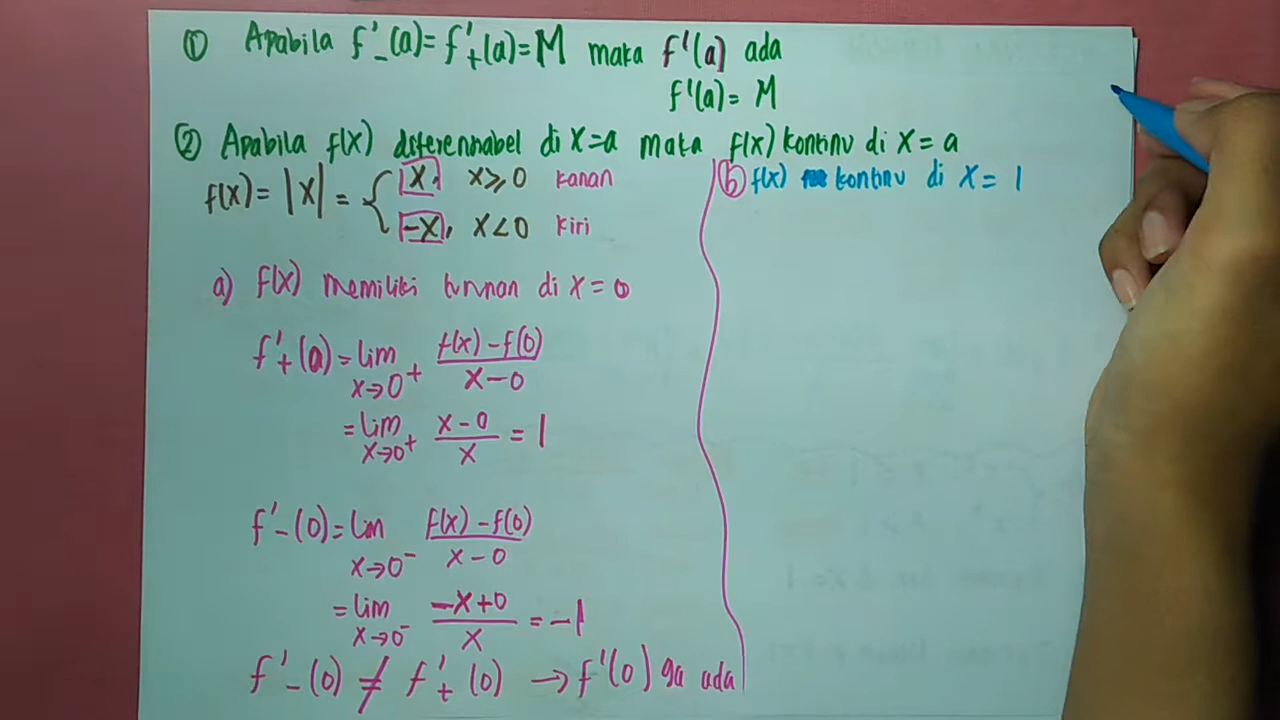 ① Apabila f'₋(a) = f'₊(a) = M maka f'(a) ada
f'(a) = M
② Apabila f(x) diferennabel di x=a maka f(x) kontinu di x = a
f(x) = |x| = { x, x ≥ 0 kanan
-x, x < 0 kiri
a) f(x) memiliki turunan di x = 0
f'₊(a) = lim x→0⁺ f(x) - f(0) / x - 0
= lim x→0⁺ x - 0 / x = 1
f'₋(0) = lim x→0⁻ f(x) - f(0) / x - 0
= lim x→0⁻ -x + 0 / x = -1
f'₋(0) ≠ f'₊(0) → f'(0) ga ada
b) f(x) kontinu di x = 1